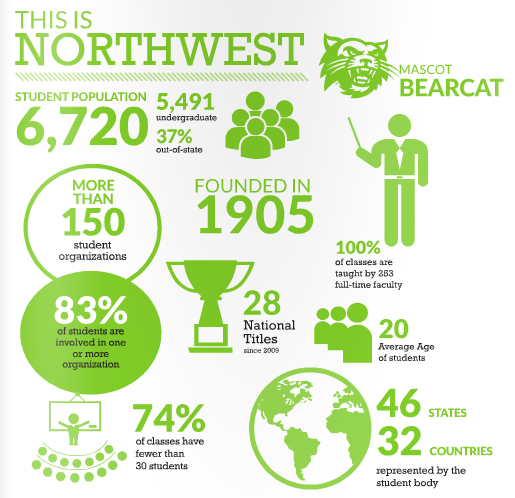 THIS IS
NORTHWEST
MASCOT
BEARCAT
STUDENT POPULATION
6,720
5,491
undergraduate
37%
out-of-state
MORE
THAN
150
student
organizations
FOUNDED IN
1905
100%
of classes are
taught by 253
full-time faculty
83%
of students are
involved in one
or more
organization
28
National
Titles
since 2009
20
Average Age
of students
74%
of classes have
fewer than
30 students
46 STATES
32 COUNTRIES
represented by the
student body